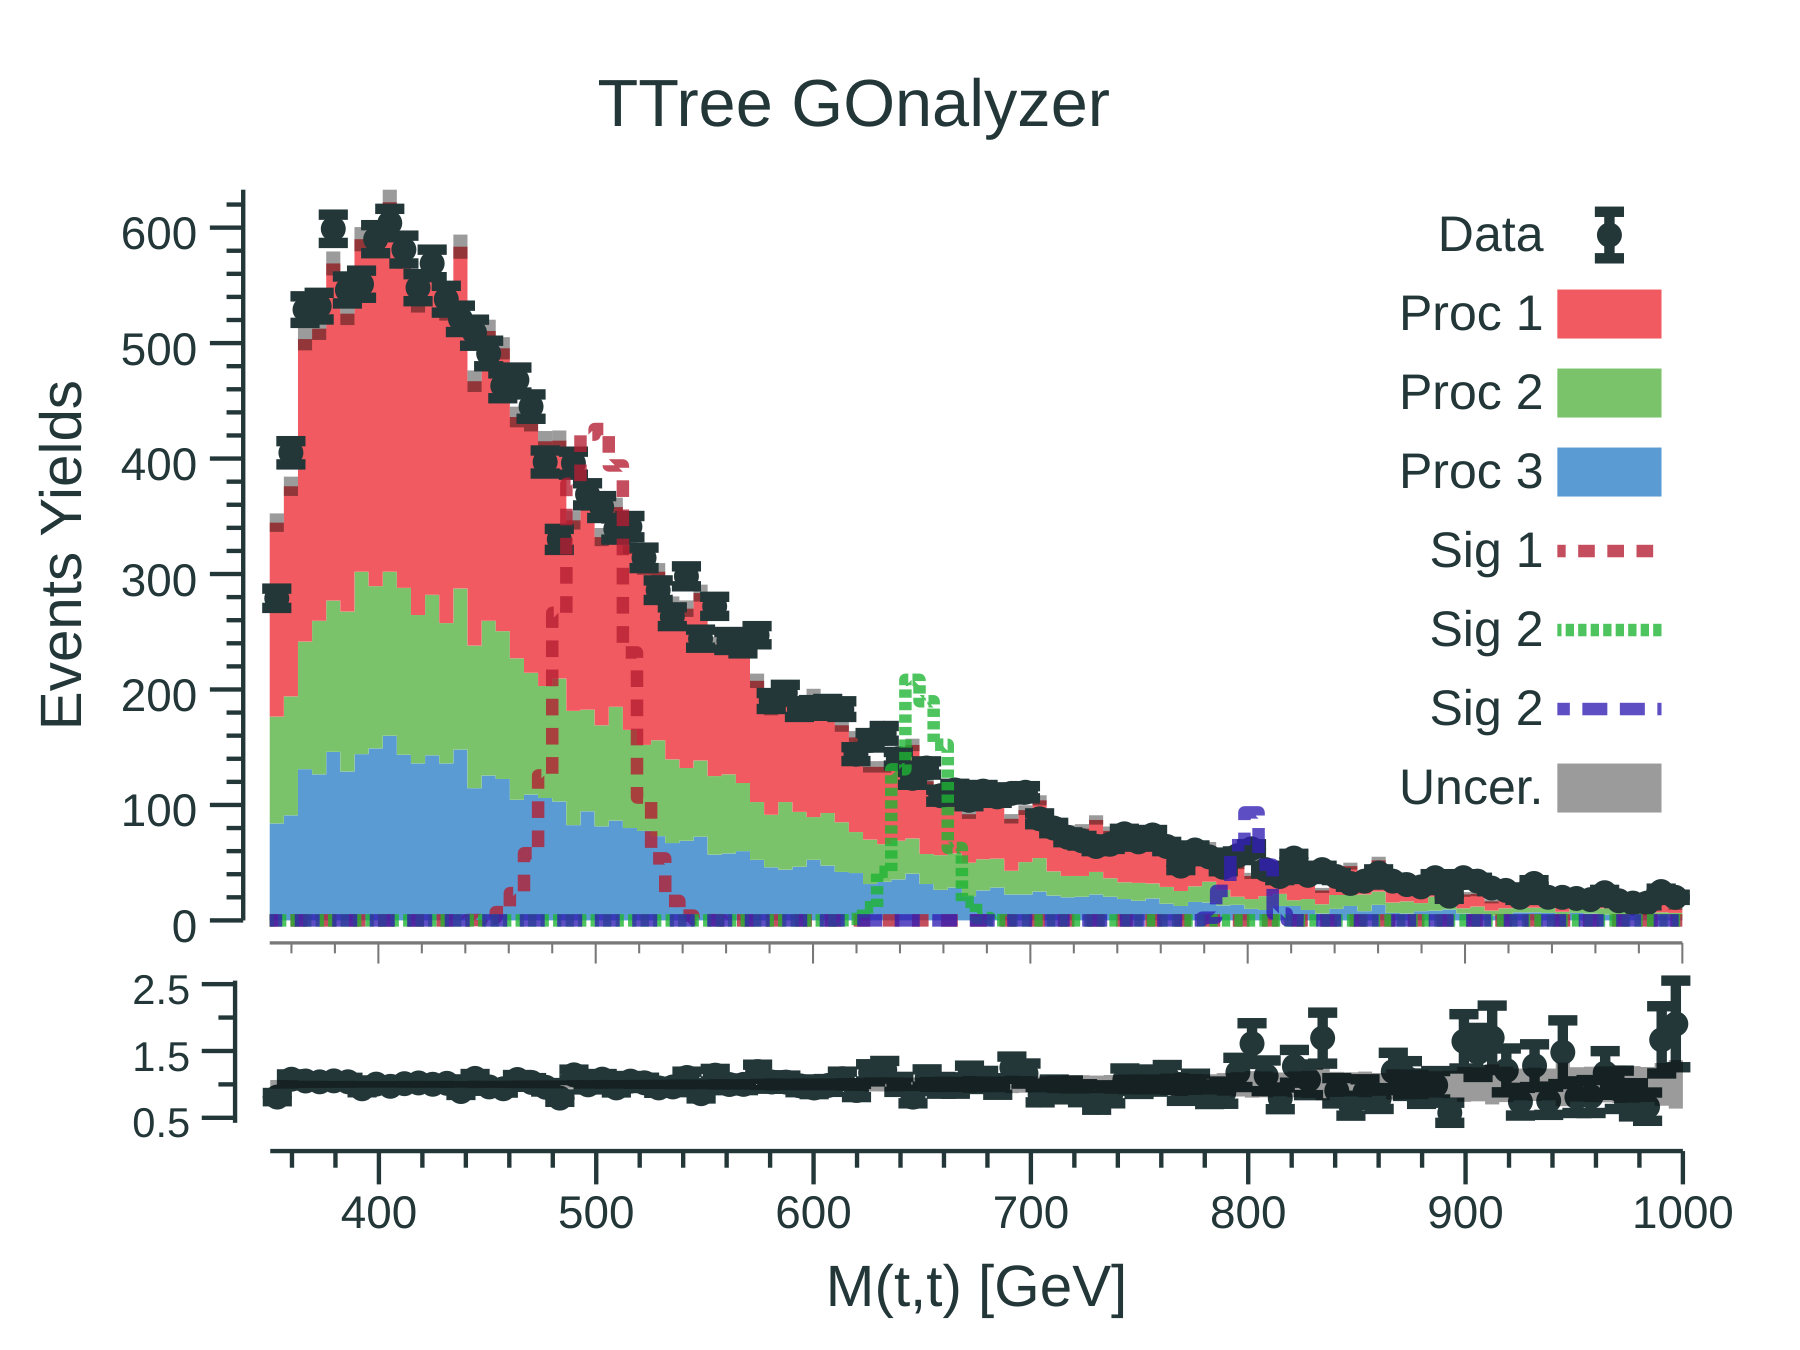 TTree GOnalyzer
Events Yields
600
500
400
300
200
100
0
Data
Proc 1
Proc 2
Proc 3
Sig 1
Sig 2
Sig 2
Uncer.
2.5
1.5
0.5
400 500 600 700 800 900 1000
M(t,t) [GeV]